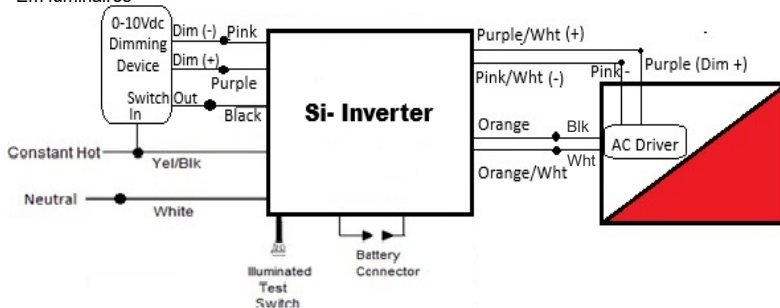 Em luminaires
0-10Vdc
Dimming
Device
Switch
In
Dim (-)
Pink
Dim (+)
Purple
Out
Black
Constant Hot
Yel/Blk
Neutral
White
Si- Inverter
Illuminated
Test
Switch
Battery
Connector
Purple/Wht (+)
Pink/Wht (-)
Pink -
Purple (Dim +)
Orange
Blk
Wht
Orange/Wht
AC Driver